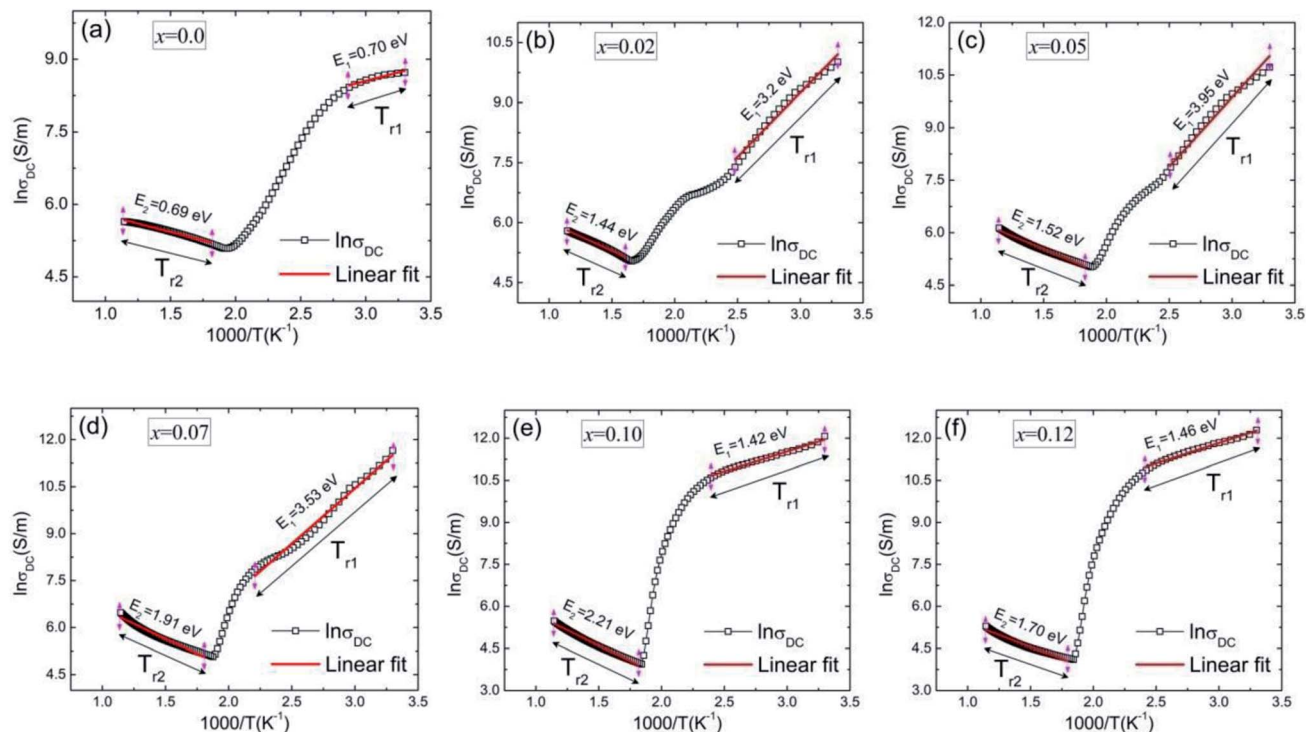 (a)
x=0.0
E1=0.70 eV
Tr1
E2=0.69 eV
Tr2
lnσDC
Linear fit
lnσDC(S/m)
9.0
7.5
6.0
4.5
1.0 1.5 2.0 2.5 3.0 3.5
1000/T(K-1)
(b)
x=0.02
E1=3.2 eV
Tr1
E2=1.44 eV
Tr2
lnσDC
Linear fit
lnσDC(S/m)
10.5
9.0
7.5
6.0
4.5
1.0 1.5 2.0 2.5 3.0 3.5
1000/T(K-1)
(c)
x=0.05
E1=3.95 eV
Tr1
E2=1.52 eV
Tr2
lnσDC
Linear fit
lnσDC(S/m)
12.0
10.5
9.0
7.5
6.0
4.5
1.0 1.5 2.0 2.5 3.0 3.5
1000/T(K-1)
(d)
x=0.07
E1=3.53 eV
Tr1
E2=1.91 eV
Tr2
lnσDC
Linear fit
lnσDC(S/m)
12.0
10.5
9.0
7.5
6.0
4.5
1.0 1.5 2.0 2.5 3.0 3.5
1000/T(K-1)
(e)
x=0.10
E1=1.42 eV
Tr1
E2=2.21 eV
Tr2
lnσDC
Linear fit
lnσDC(S/m)
12.0
10.5
9.0
7.5
6.0
4.5
3.0
1.0 1.5 2.0 2.5 3.0 3.5
1000/T(K-1)
(f)
x=0.12
E1=1.46 eV
Tr1
E2=1.70 eV
Tr2
lnσDC
Linear fit
lnσDC(S/m)
12.0
10.5
9.0
7.5
6.0
4.5
3.0
1.0 1.5 2.0 2.5 3.0 3.5
1000/T(K-1)